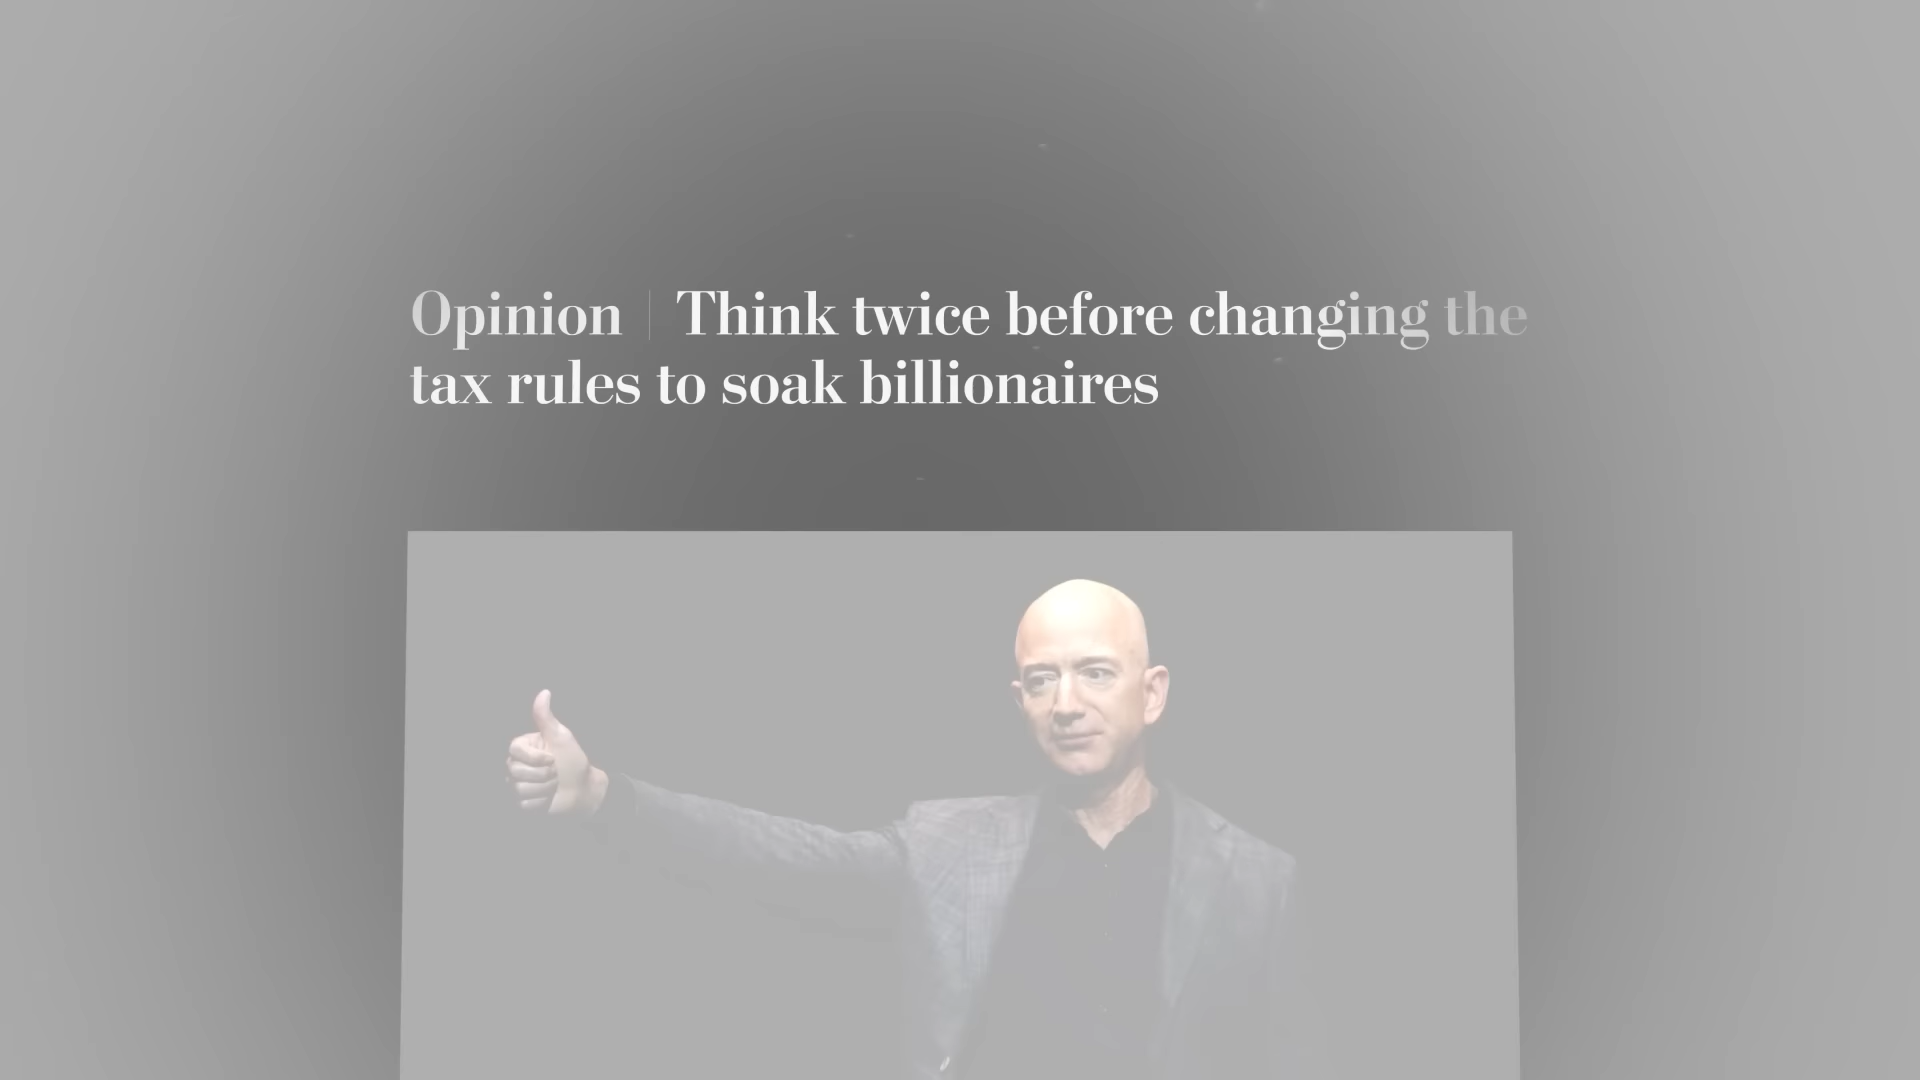 Opinion | Think twice before changing the
tax rules to soak billionaires